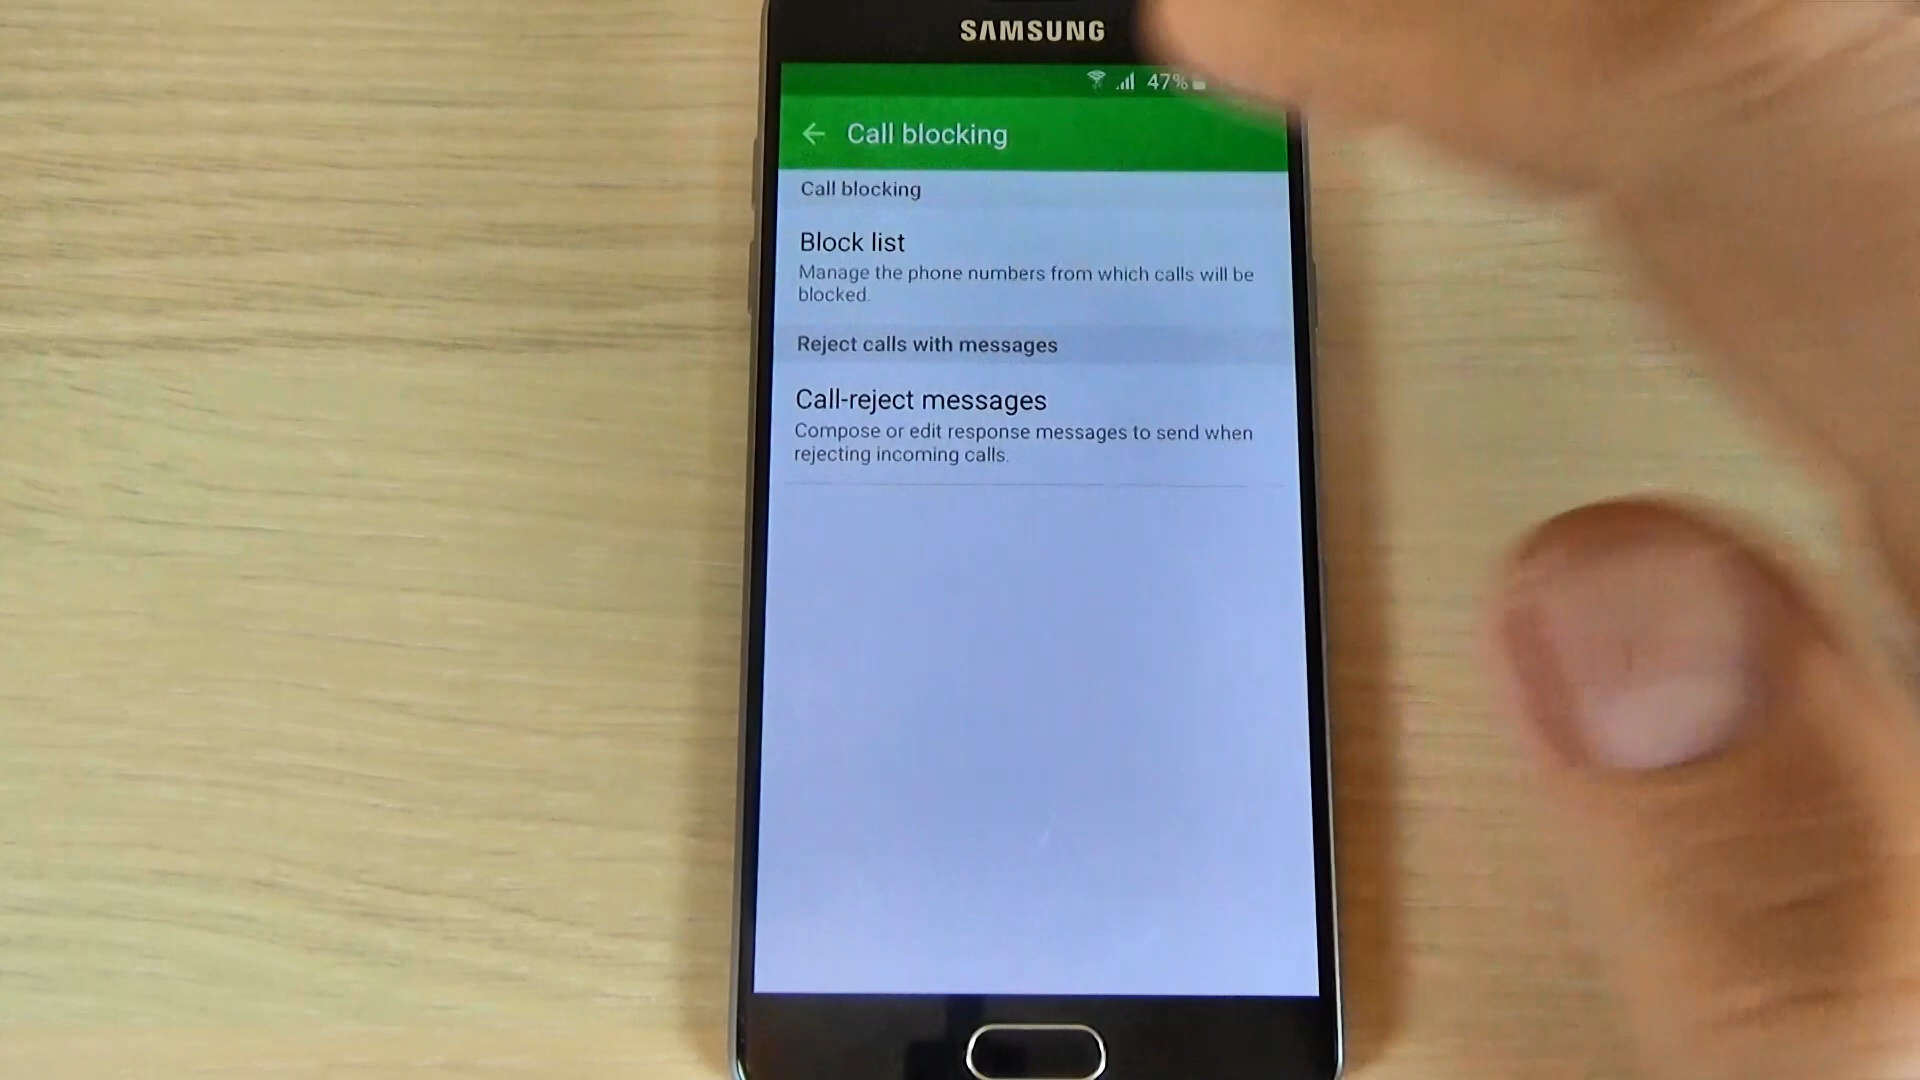 SAMSUNG
47%
Call blocking
Call blocking
Block list
Manage the phone numbers from which calls will be
blocked.
Reject calls with messages
Call-reject messages
Compose or edit response messages to send when
rejecting incoming calls.